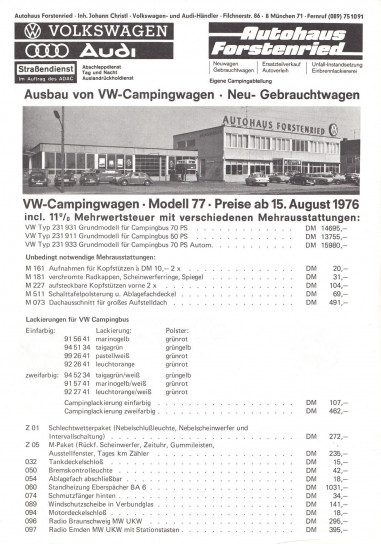 Autohaus Forstenried · Inh. Johann Christl · Volkswagen- und Audi-Händler · Filchnerstr. 86 · 8 München 71 · Fernruf (089) 751091
VOLKSWAGEN
Audi
Autohaus
Forstenried
Straßendienst
im Auftrag des ADAC
Abschleppdienst
Tag und Nacht
Auslandrückholdienst
Neuwagen
Gebrauchtwagen
Ersatzteilverkauf
Autoverleih
Unfall-Instandsetzung
Einbrennlackiererei
Eigene Campingabteilung
Ausbau von VW-Campingwagen · Neu- Gebrauchtwagen
AUTOHAUS FORSTENRIED
VW-Campingwagen · Modell 77 · Preise ab 15. August 1976
incl. 11% Mehrwertsteuer mit verschiedenen Mehrausstattungen:
VW Typ 231 931 Grundmodell für Campingbus 70 PS DM 14695,—
VW Typ 231 911 Grundmodell für Campingbus 50 PS DM 13755,—
VW Typ 231 933 Grundmodell für Campingbus 70 PS Autom. DM 15980,—
Unbedingt notwendige Mehrausstattungen:
M 161 Aufnahmen für Kopfstützen à DM 10,— 2 x DM 20,—
M 181 verchromte Radkappen, Scheinwerferringe, Spiegel DM 31,—
M 227 aufsteckbare Kopfstützen vorne 2 x DM 104,—
M 511 Schalttafelpolsterung u. Ablagefachdeckel DM 69,—
M 073 Dachausschnitt für großes Aufstelldach DM 491,—
Lackierungen für VW Campingbus
Einfarbig: Lackierung: Polster:
91 56 41 marinogelb grünrot
94 51 34 taigagrün grünrot
99 26 41 pastellweiß grünrot
92 26 41 leuchtorange grünrot
zweifarbig: 94 52 34 taigagrün/weiß grünrot
91 57 41 marinogelb/weiß grünrot
92 27 41 leuchtorange/weiß grünrot
Campinglackierung einfarbig DM 107,—
Campinglackierung zweifarbig DM 462,—
Z 01 Schlechtwetterpaket (Nebelschlußleuchte, Nebelscheinwerfer und
Intervallschaltung) DM 272,—
Z 05 M-Paket (Rückf. Scheinwerfer, Zeituhr, Gummileisten,
Ausstellfenster, Tages km Zähler DM 235,—
032 Tankdeckelschloß DM 15,—
050 Bremskontrolleuchte DM 42,—
054 Ablagefach abschließbar DM 18,—
060 Standheizung Eberspächer BA 6 DM 1031,—
074 Schmutzfänger hinten DM 34,—
089 Windschutzscheibe in Verbundglas DM 141,—
094 Motordeckelschloß DM 18,—
096 Radio Braunschweig MW UKW DM 295,—
097 Radio Emden MW UKW mit Stationstasten DM 395,—